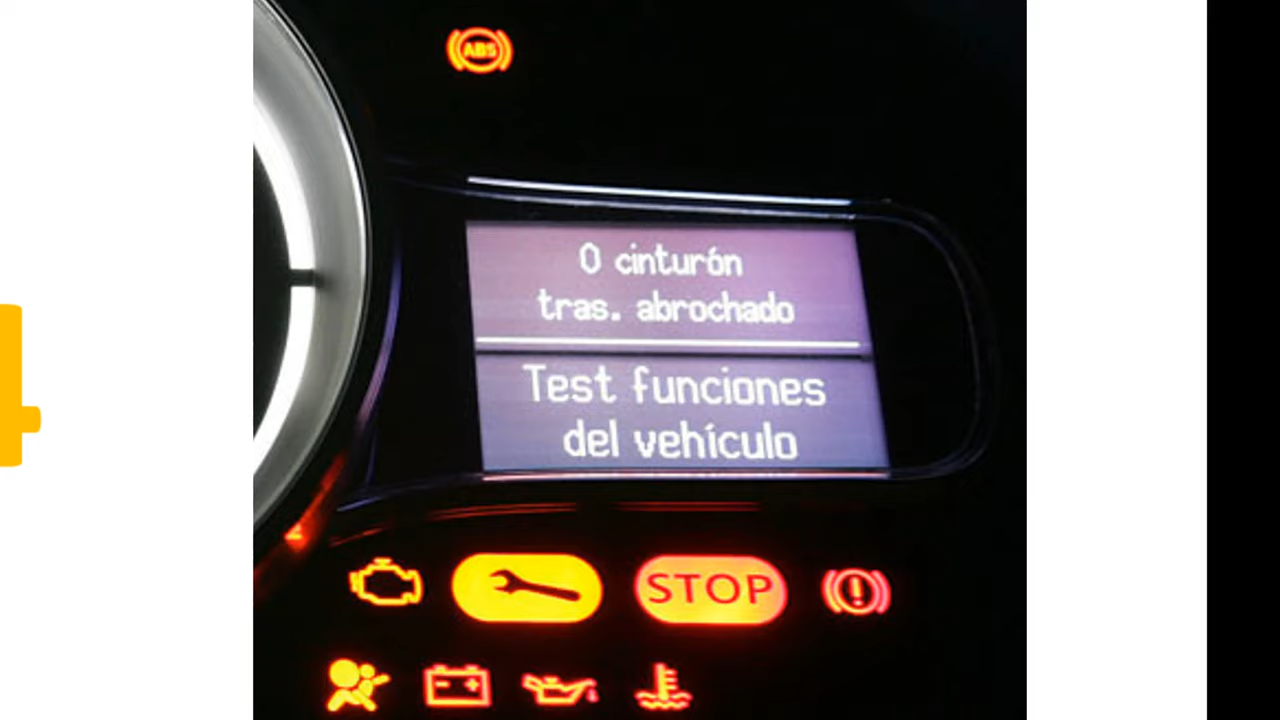 ABS
0 cinturón
tras. abrochado
Test funciones
del vehículo
STOP